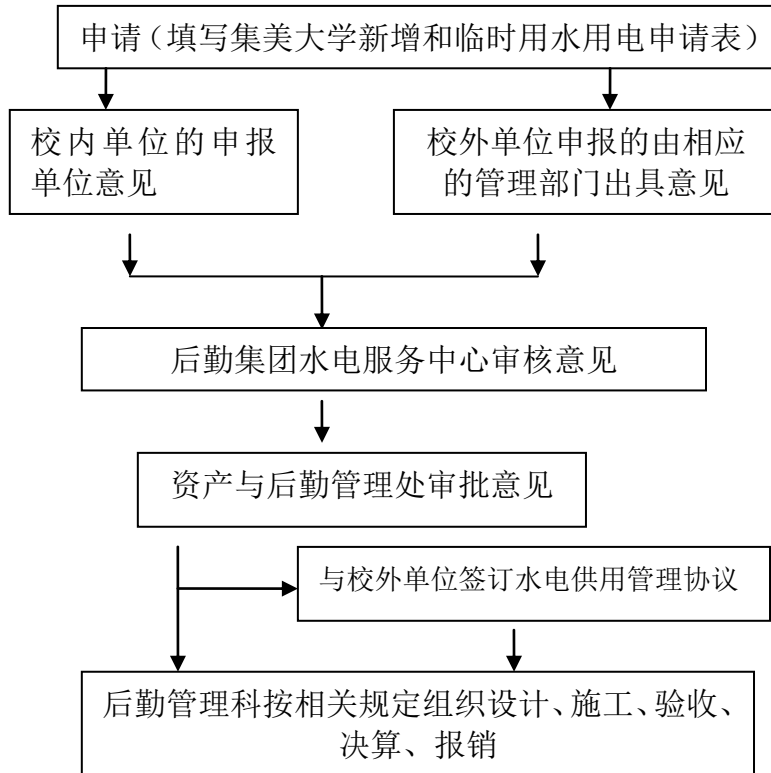 申请（填写集美大学新增和临时用水用电申请表）
校内单位的申报
单位意见
校外单位申报的由相应
的管理部门出具意见
后勤集团水电服务中心审核意见
资产与后勤管理处审批意见
与校外单位签订水电供用管理协议
后勤管理科按相关规定组织设计、施工、验收、
决算、报销